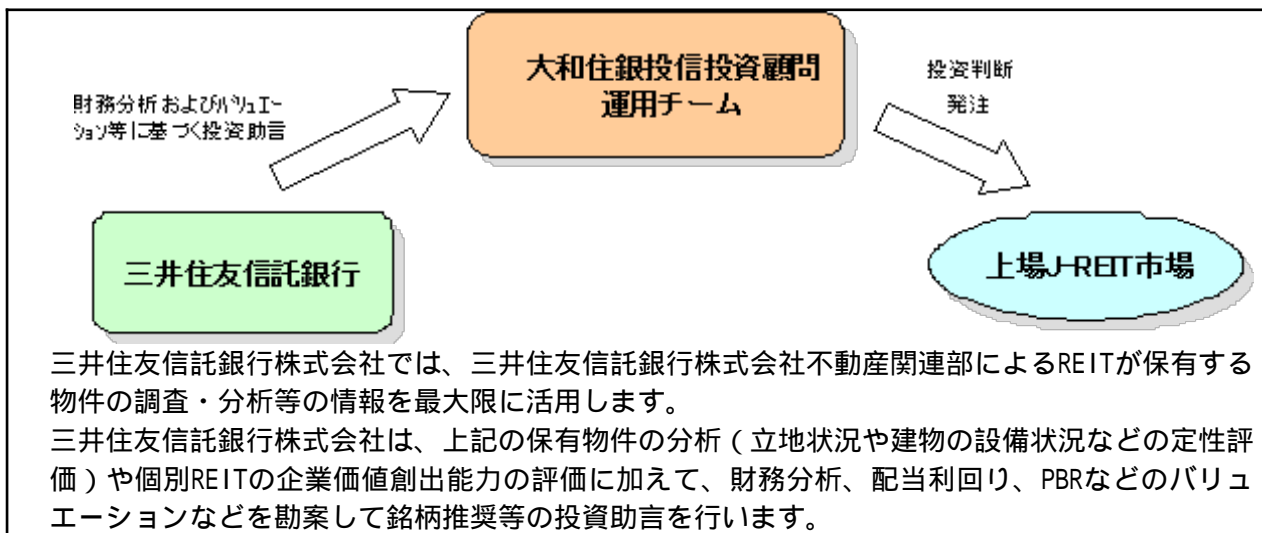 大和住銀投信投資顧問
運用チーム
投資判断
発注
財務分析およびﾊﾞﾘｭｴｰ
ｼｮﾝ等に基づく投資助言
三井住友信託銀行
上場J-REIT市場
三井住友信託銀行株式会社では、三井住友信託銀行株式会社不動産関連部によるREITが保有する
物件の調査・分析等の情報を最大限に活用します。
三井住友信託銀行株式会社は、上記の保有物件の分析（立地状況や建物の設備状況などの定性評
価）や個別REITの企業価値創出能力の評価に加えて、財務分析、配当利回り、PBRなどのバリュ
エーションなどを勘案して銘柄推奨等の投資助言を行います。